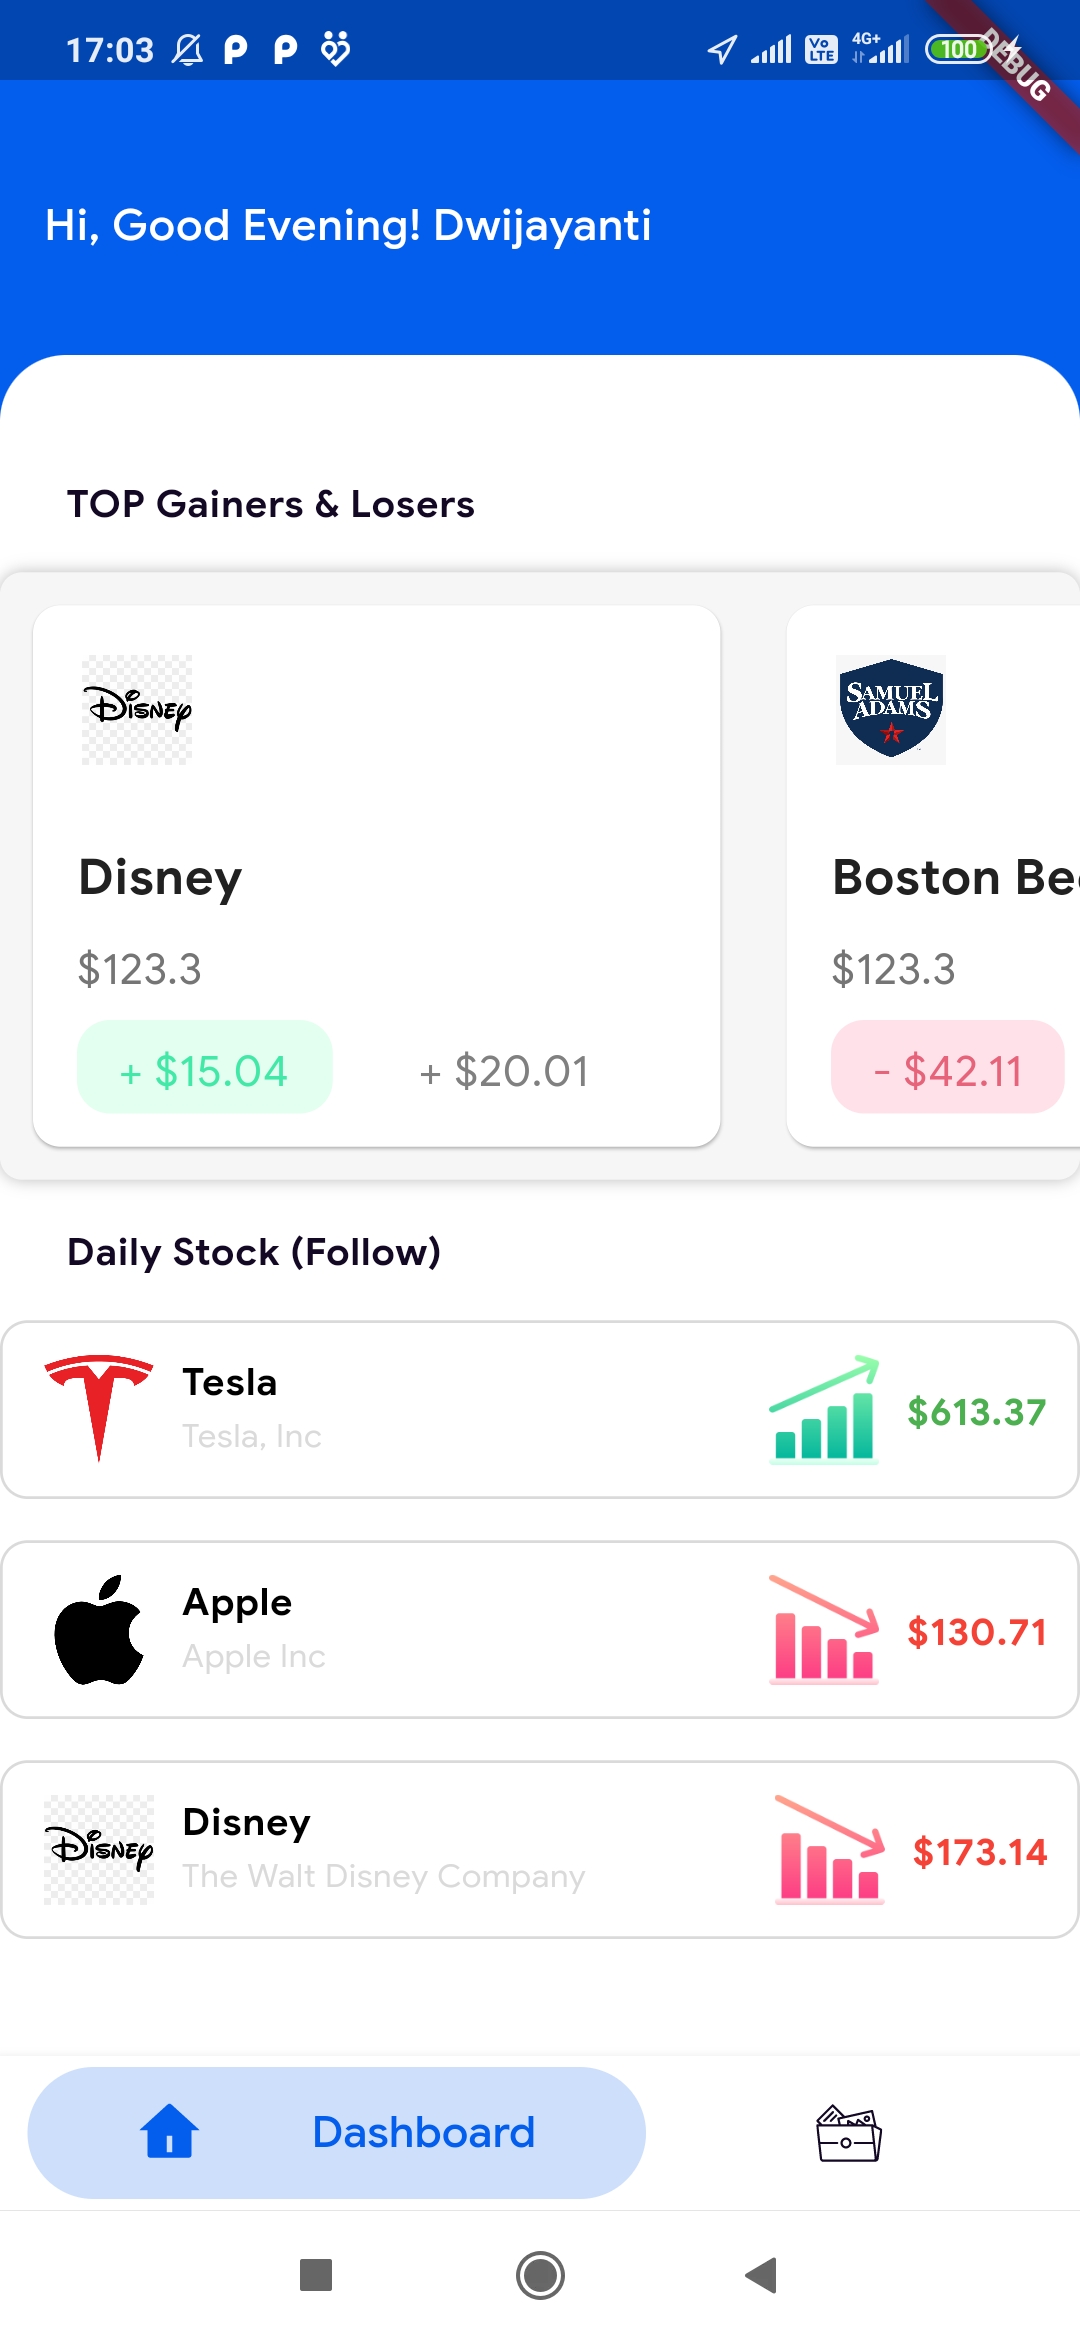 17:03
Vo LTE
4G+
100
DEBUG
Hi, Good Evening! Dwijayanti
TOP Gainers & Losers
Disney
SAMUEL
ADAMS
Disney
Boston Be
$123.3
$123.3
+ $15.04
+ $20.01
- $42.11
Daily Stock (Follow)
Tesla
Tesla, Inc
$613.37
Apple
Apple Inc
$130.71
Disney
Disney
The Walt Disney Company
$173.14
Dashboard